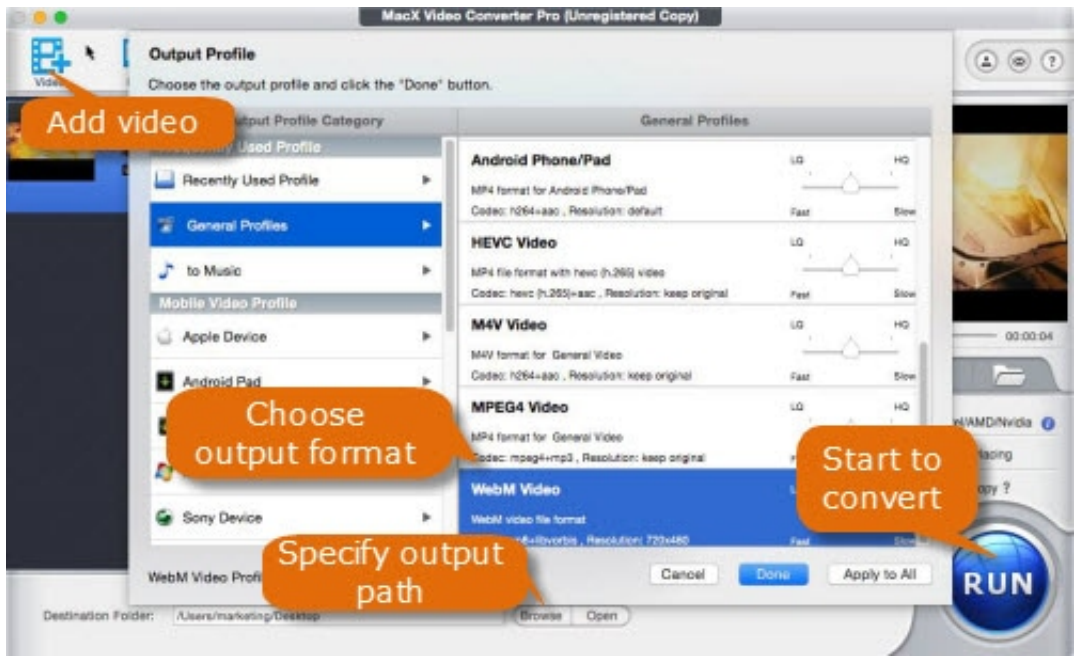 MacX Video Converter Pro (Unregistered Copy)
Output Profile
Choose the output profile and click the "Done" button.
Add video
Output Profile Category
General Profiles
Frequently Used Profile
Recently Used Profile
General Profiles
to Music
Mobile Video Profile
Apple Device
Android Pad
Sony Device
Android Phone/Pad
MP4 format for Android Phone/Pad
Codec: h264+aac , Resolution: default
LQ HQ
Fast Slow
HEVC Video
MP4 file format with hevc (h.265) video
Codec: hevc (h.265)+aac , Resolution: keep original
LQ HQ
Fast Slow
M4V Video
M4V format for General Video
Codec: h264+aac , Resolution: keep original
LQ HQ
Fast Slow
MPEG4 Video
MP4 format for General Video
Codec: mpeg4+mp3 , Resolution: keep original
LQ HQ
WebM Video
WebM video file format
Resolution: 720x480
Fast Slow
Choose
output format
Specify output
path
Start to
convert
00:00:04
WebM Video
Cancel Done Apply to All
RUN
Destination Folder: /Users/marketing/Desktop Browse Open